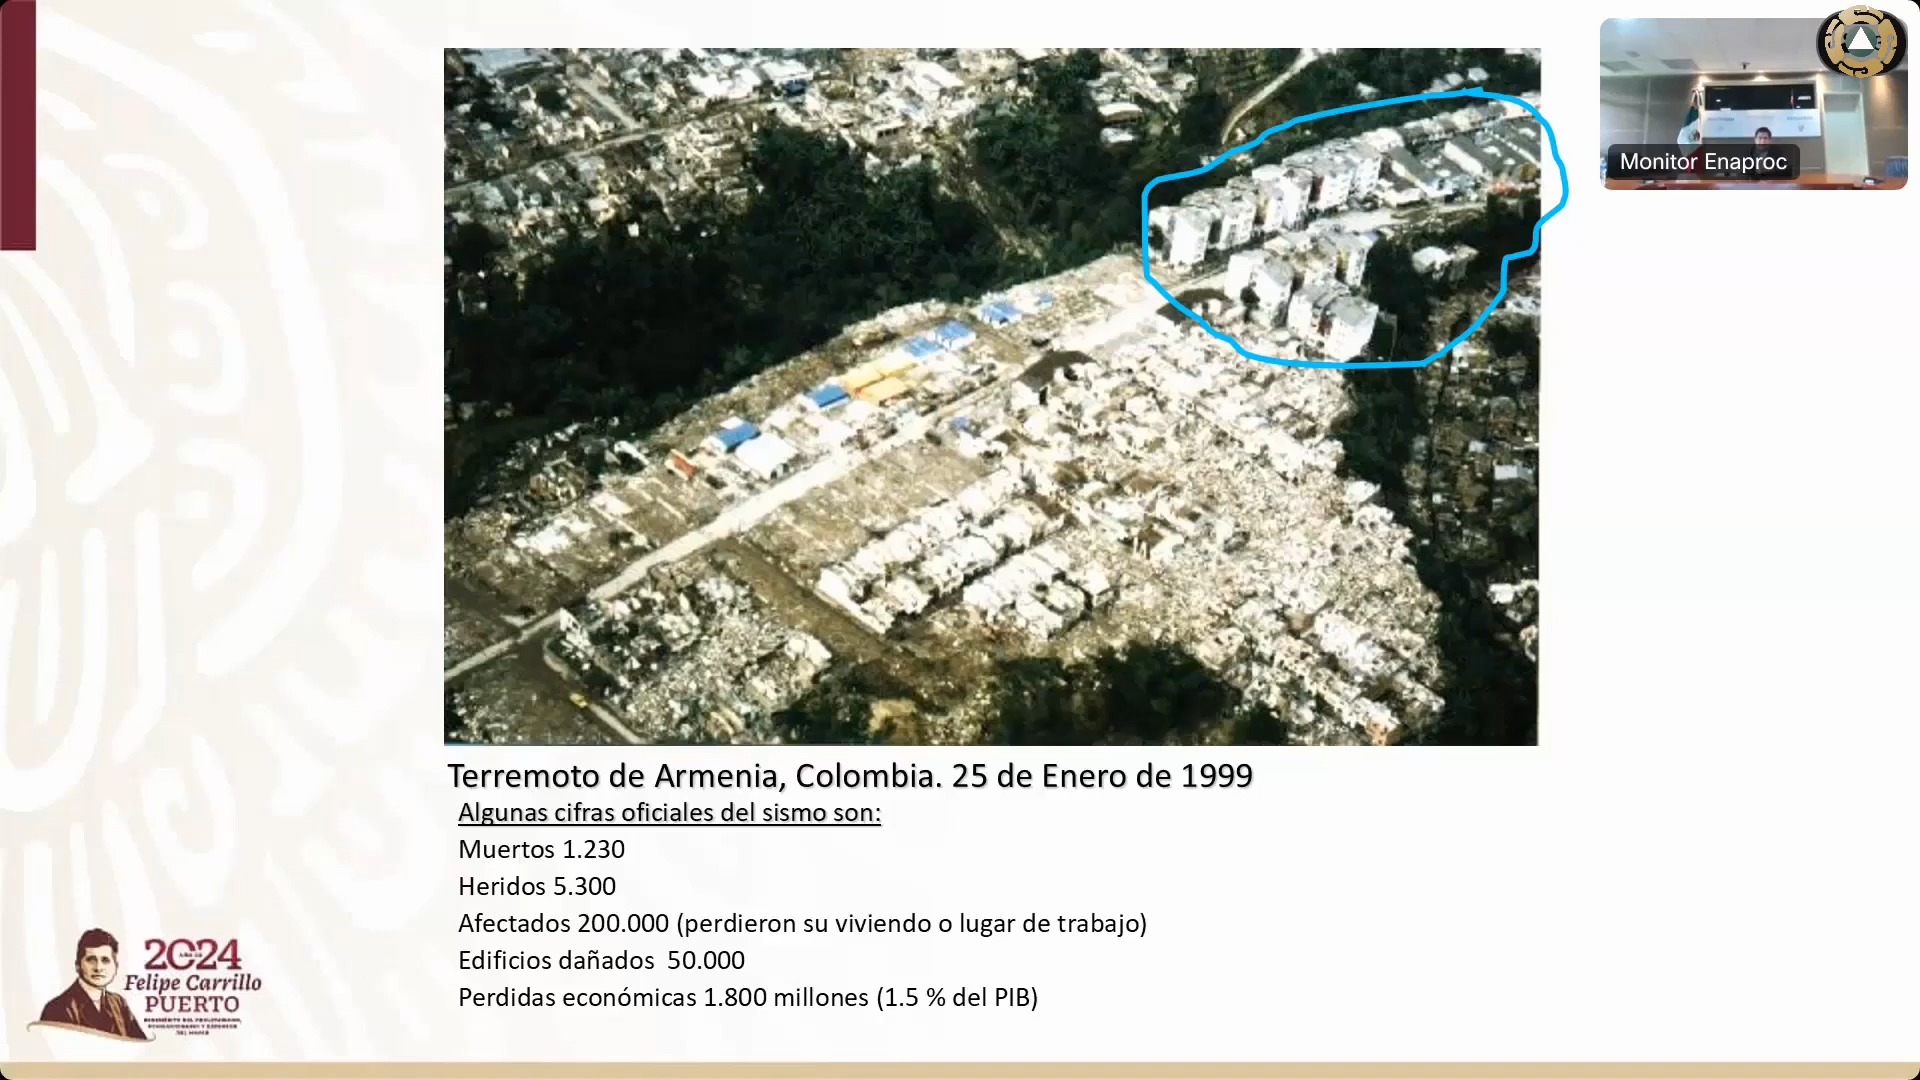 Monitor Enaproc
Terremoto de Armenia, Colombia. 25 de Enero de 1999
Algunas cifras oficiales del sismo son:
Muertos 1.230
Heridos 5.300
Afectados 200.000 (perdieron su viviendo o lugar de trabajo)
Edificios dañados 50.000
Perdidas económicas 1.800 millones (1.5 % del PIB)
2024
Felipe Carrillo
PUERTO